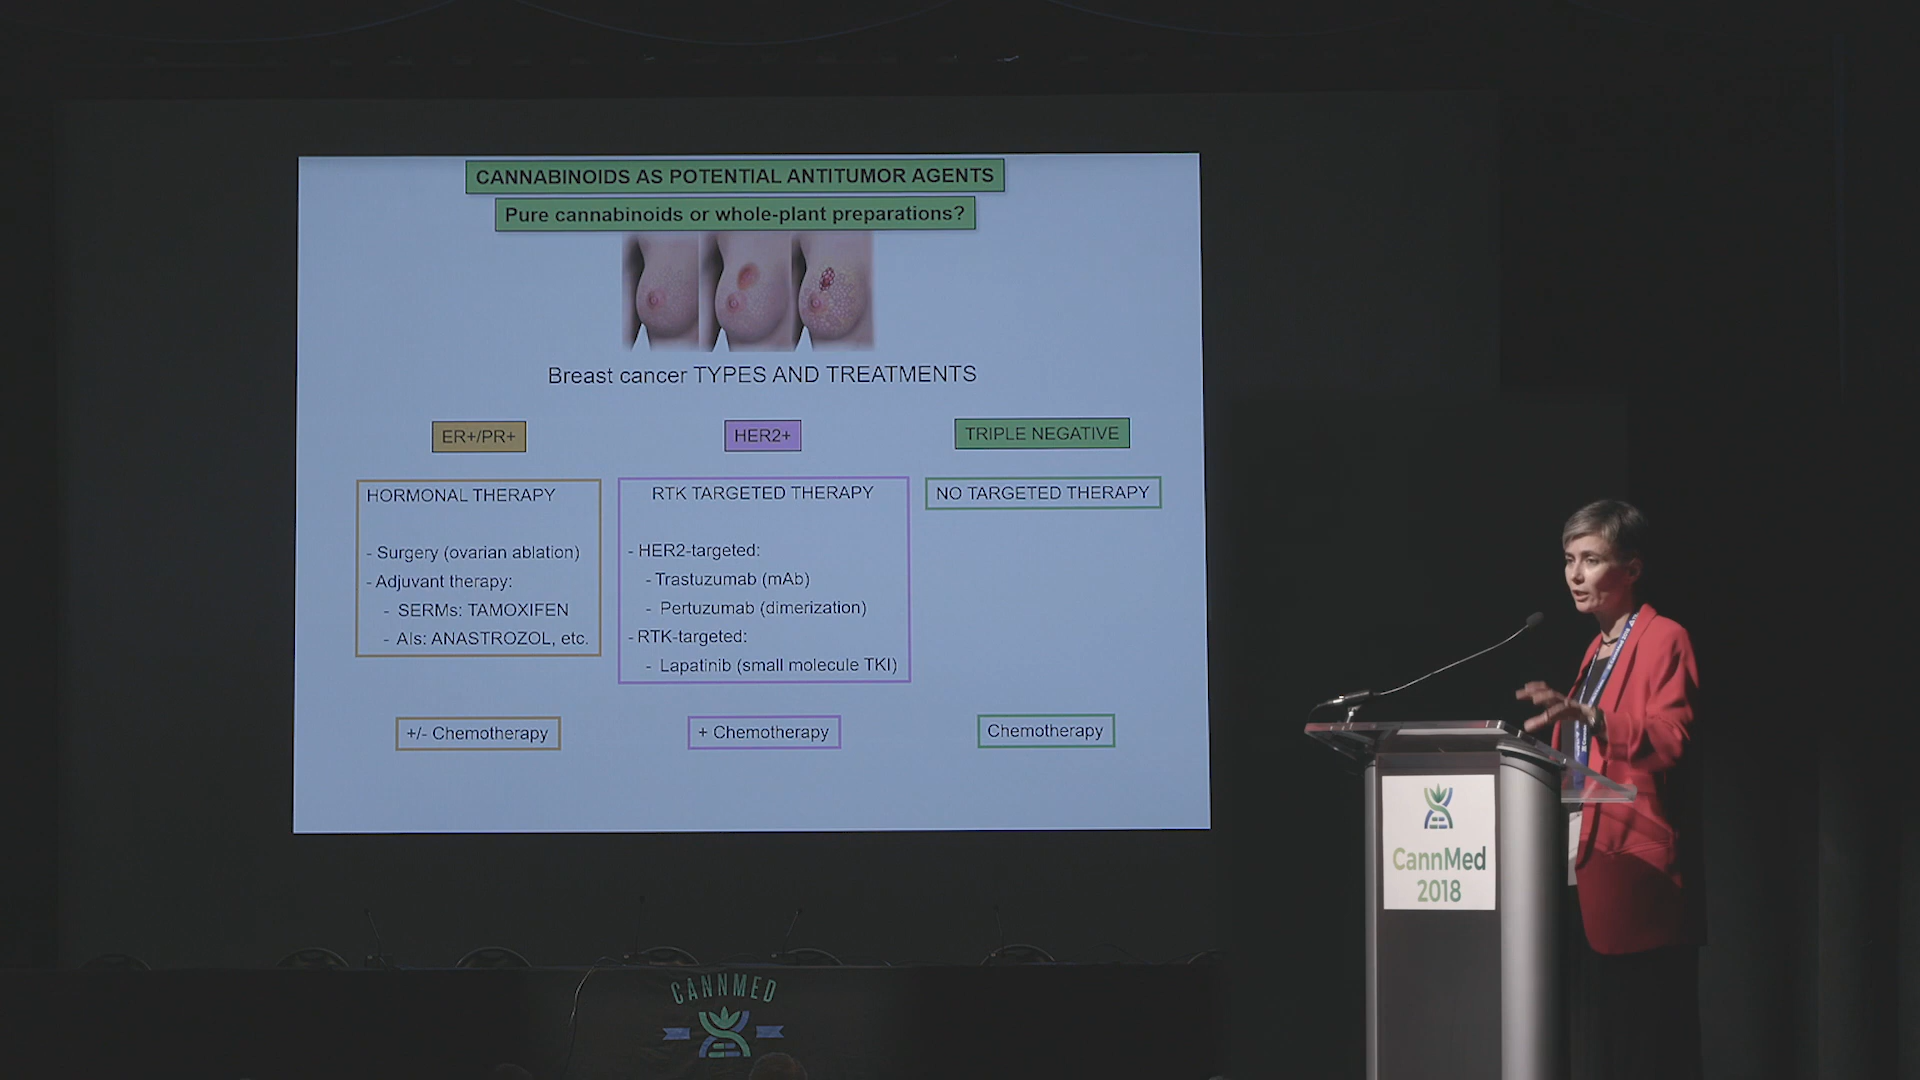 CANNABINOIDS AS POTENTIAL ANTITUMOR AGENTS
Pure cannabinoids or whole-plant preparations?
Breast cancer TYPES AND TREATMENTS
ER+/PR+
HORMONAL THERAPY
- Surgery (ovarian ablation)
- Adjuvant therapy:
- SERMs: TAMOXIFEN
- AIs: ANASTROZOL, etc.
+/- Chemotherapy
HER2+
RTK TARGETED THERAPY
- HER2-targeted:
- Trastuzumab (mAb)
- Pertuzumab (dimerization)
- RTK-targeted:
- Lapatinib (small molecule TKI)
+ Chemotherapy
TRIPLE NEGATIVE
NO TARGETED THERAPY
Chemotherapy
CannMed
2018
CANNMED